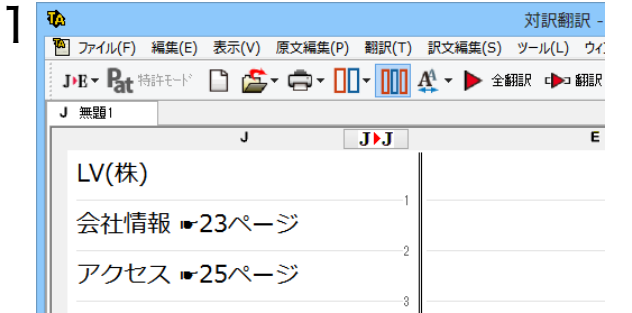 1
対訳翻訳 -
ファイル(F) 編集(E) 表示(V) 原文編集(P) 翻訳(T) 訳文編集(S) ツール(L)
J▸E Pat 特許モード 全翻訳 翻訳
J 無題1
J J▸J E
LV(株)
1
会社情報 ☛23ページ
2
アクセス ☛25ページ
3